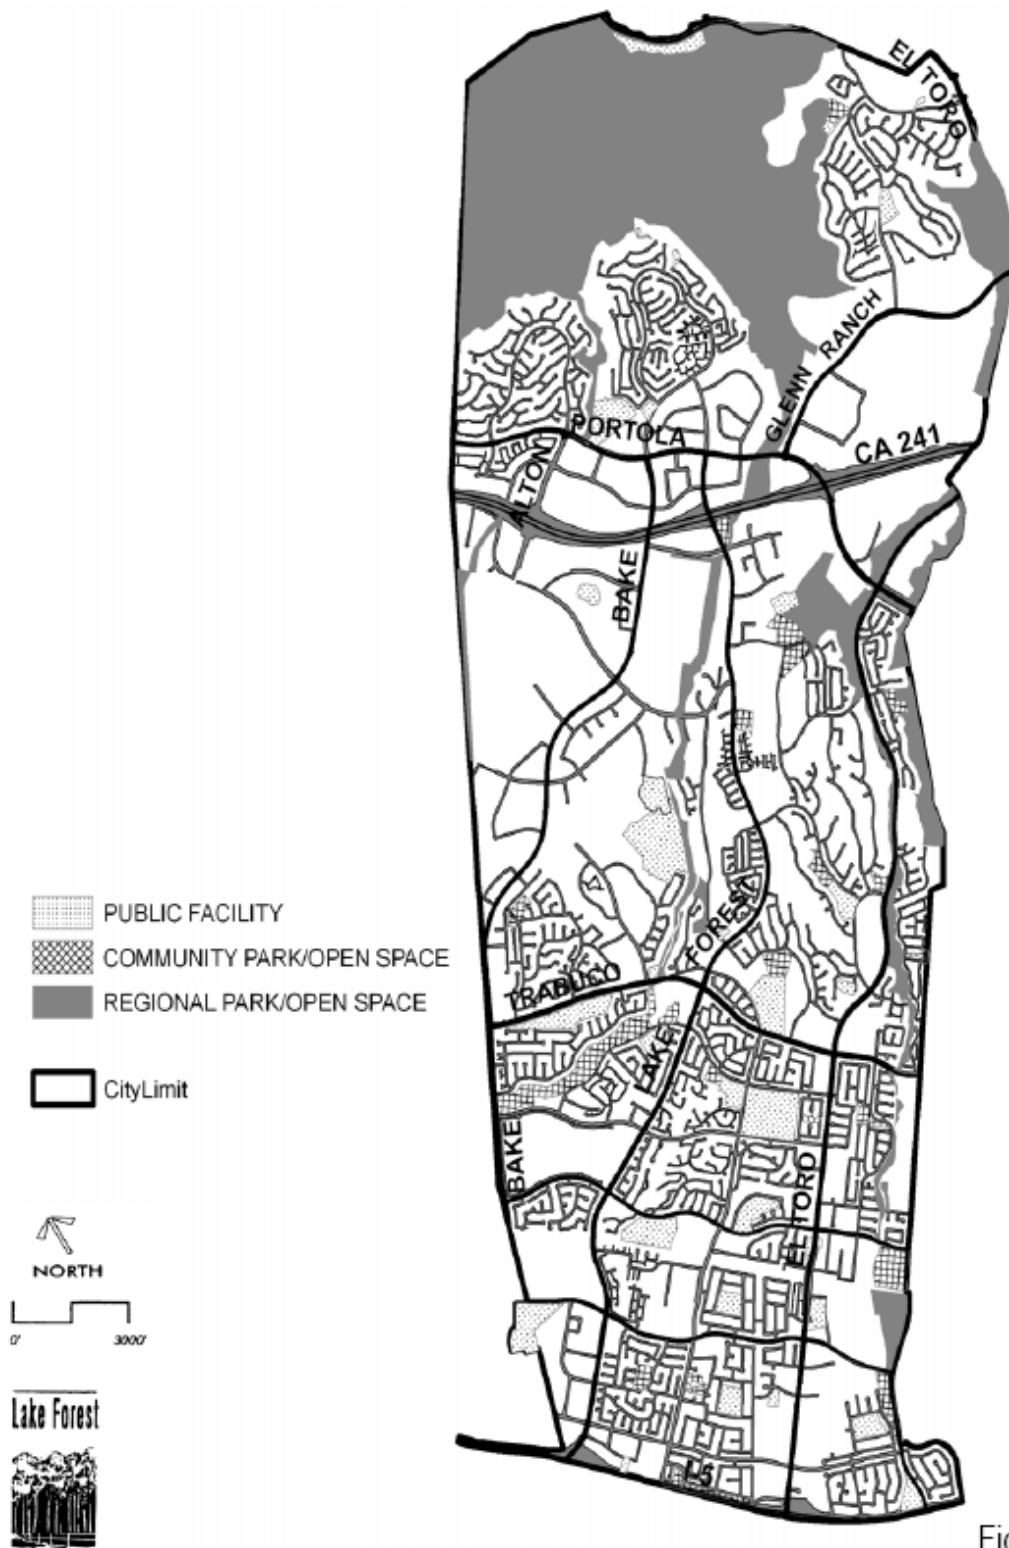 EL TORO
GLENN RANCH
PORTOLA
CA 241
ALTON
BAKE
PUBLIC FACILITY
COMMUNITY PARK/OPEN SPACE
REGIONAL PARK/OPEN SPACE
CityLimit
TRABUCO
LAKE FOREST
BAKE
EL TORO
NORTH
0' 3000'
Lake Forest
I-5
Fig